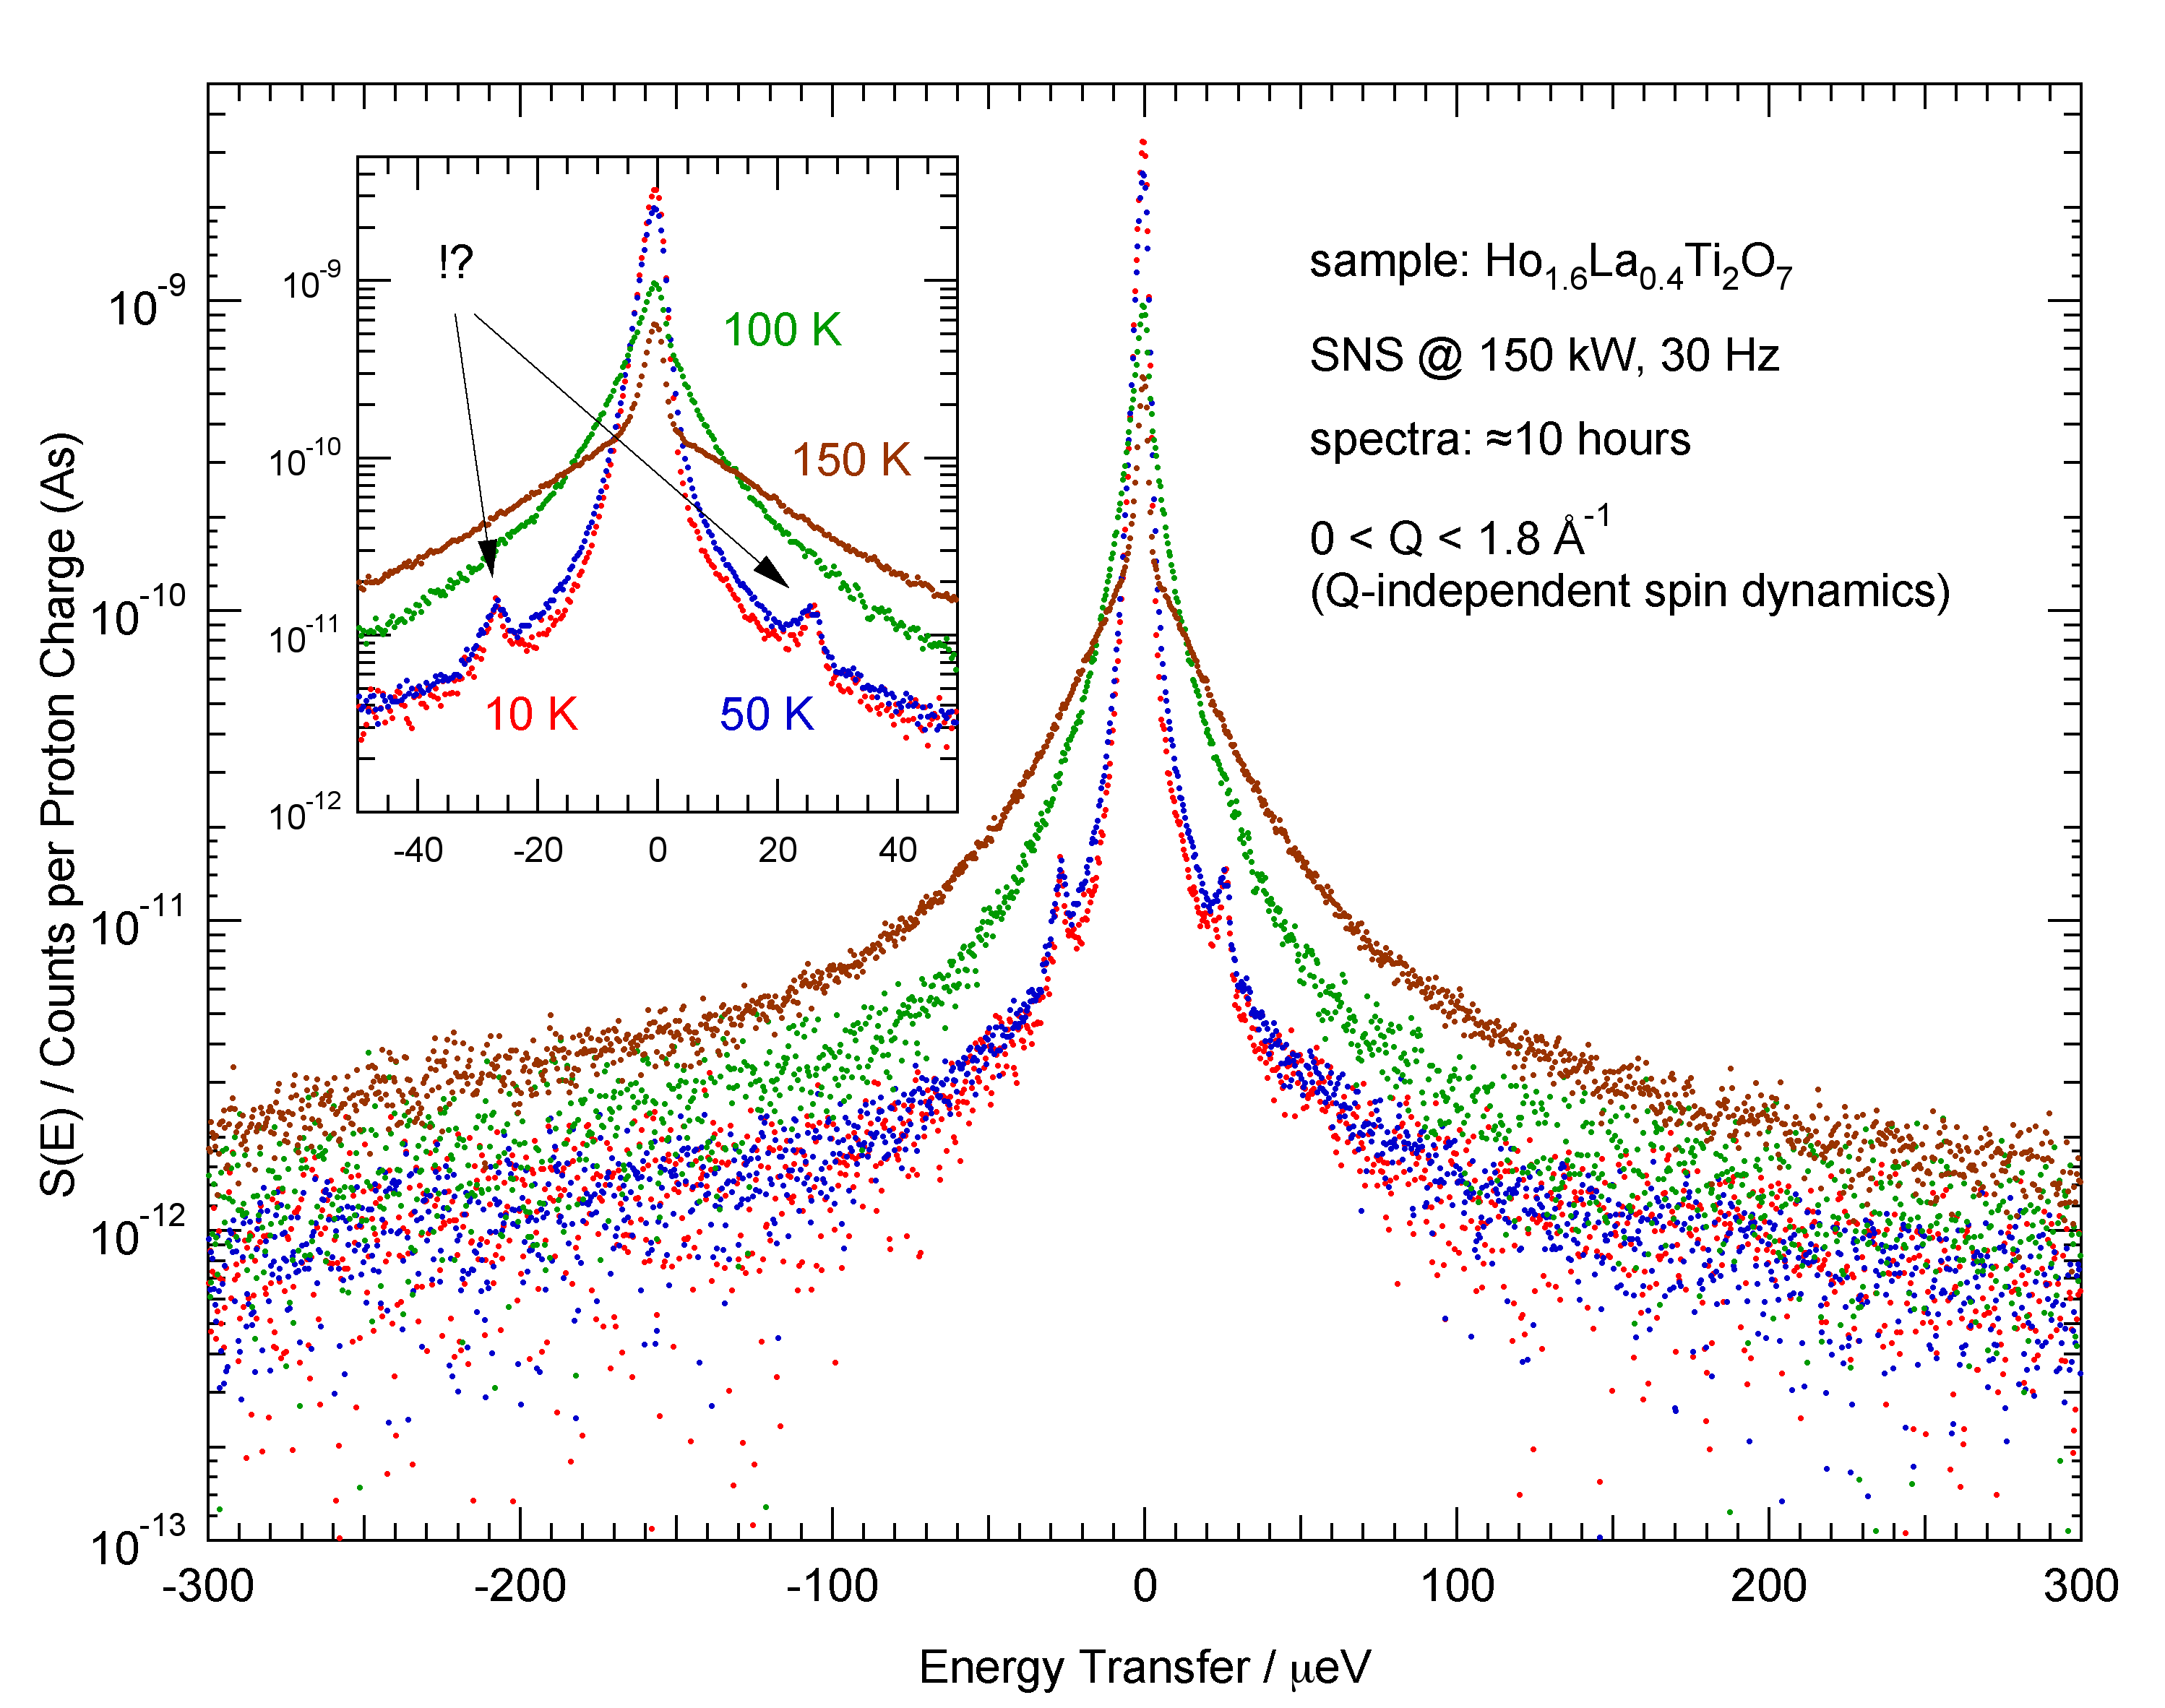 S(E) / Counts per Proton Charge (As)
10-9
10-10
10-11
10-12
10-13
-300
-200
-100
0
100
200
300
Energy Transfer / μeV
!?
10-9
10-10
10-11
10-12
-40
-20
0
20
40
100 K
150 K
10 K
50 K
sample: Ho1.6La0.4Ti2O7
SNS @ 150 kW, 30 Hz
spectra: ≈10 hours
0 < Q < 1.8 Å-1
(Q-independent spin dynamics)